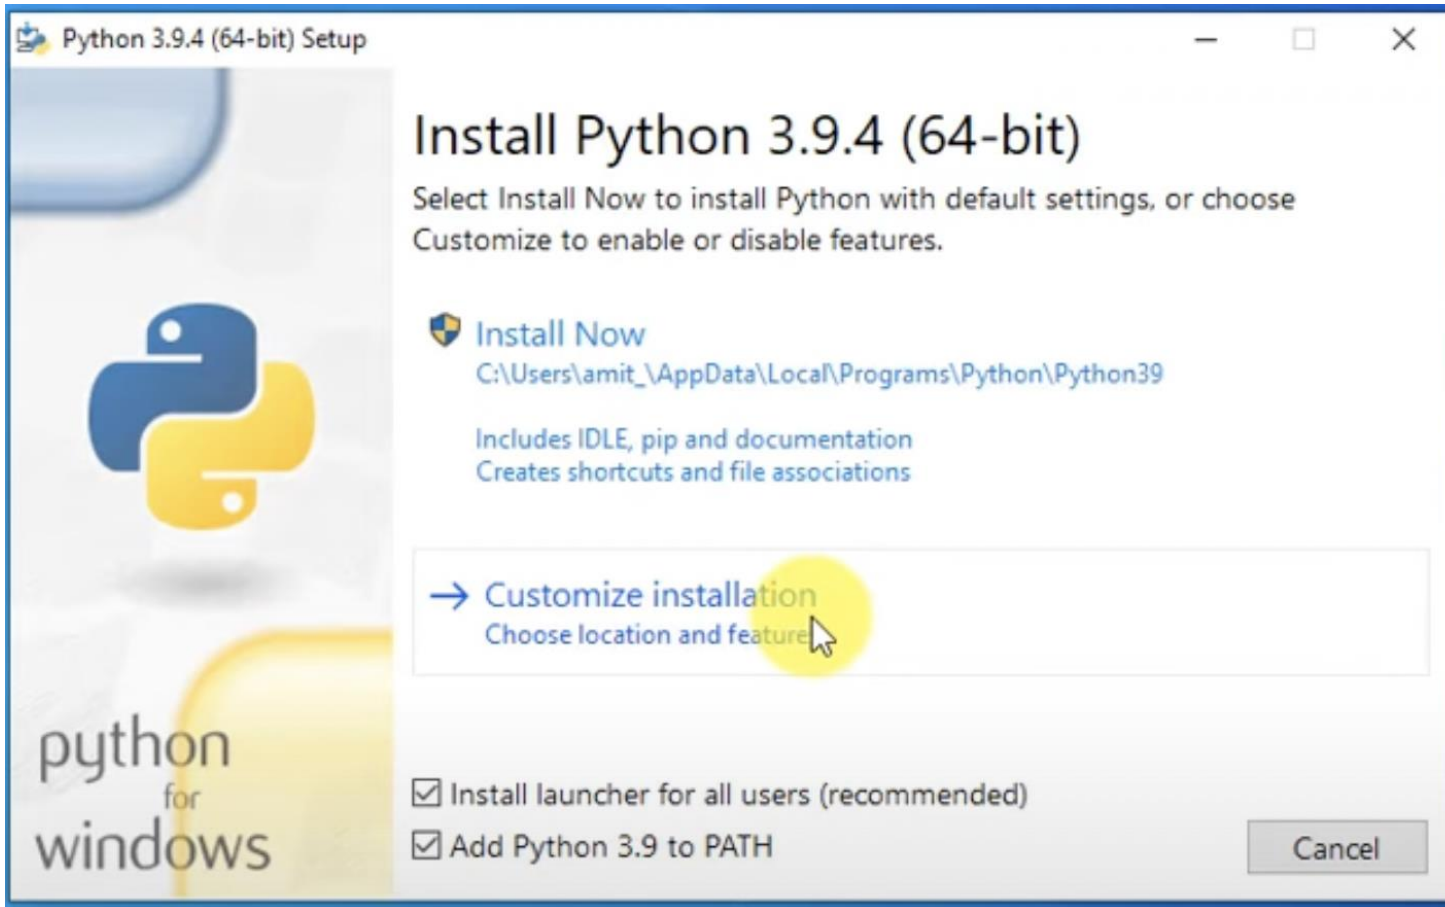 Python 3.9.4 (64-bit) Setup
Install Python 3.9.4 (64-bit)
Select Install Now to install Python with default settings, or choose
Customize to enable or disable features.
Install Now
C:\Users\amit_\AppData\Local\Programs\Python\Python39
Includes IDLE, pip and documentation
Creates shortcuts and file associations
Customize installation
Choose location and feature
python
for
windows
Install launcher for all users (recommended)
Add Python 3.9 to PATH
Cancel